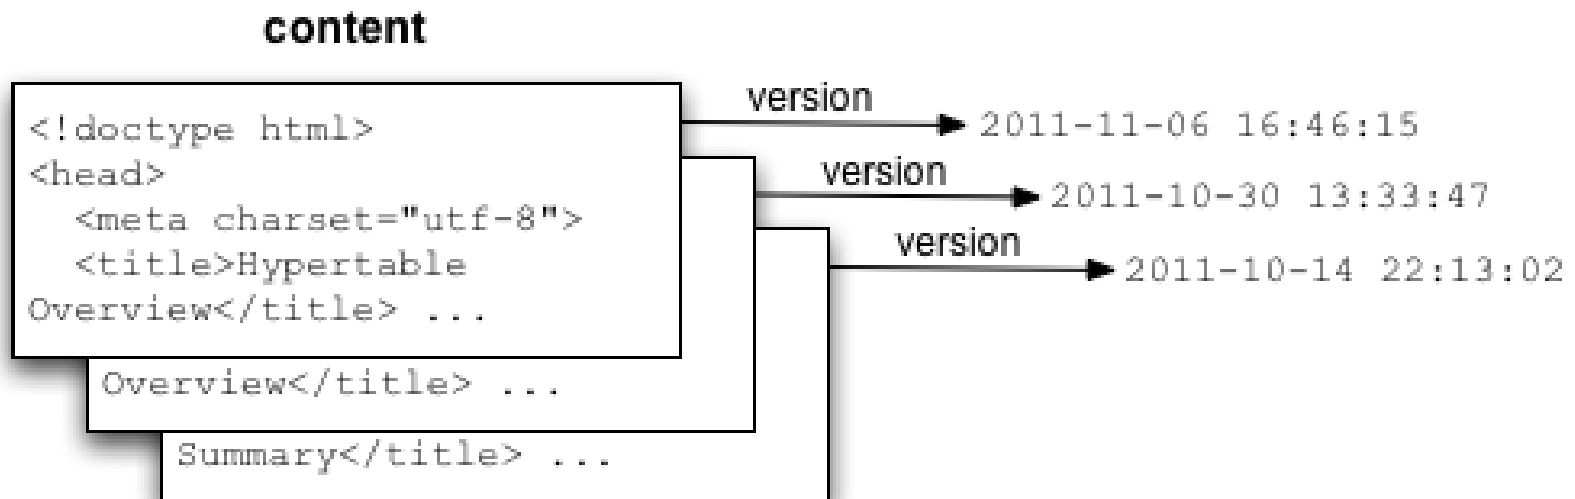 content
<!doctype html>
<head>
<meta charset="utf-8">
<title>Hypertable
Overview</title> ...
Overview</title> ...
Summary</title> ...
version
2011-11-06 16:46:15
version
2011-10-30 13:33:47
version
2011-10-14 22:13:02